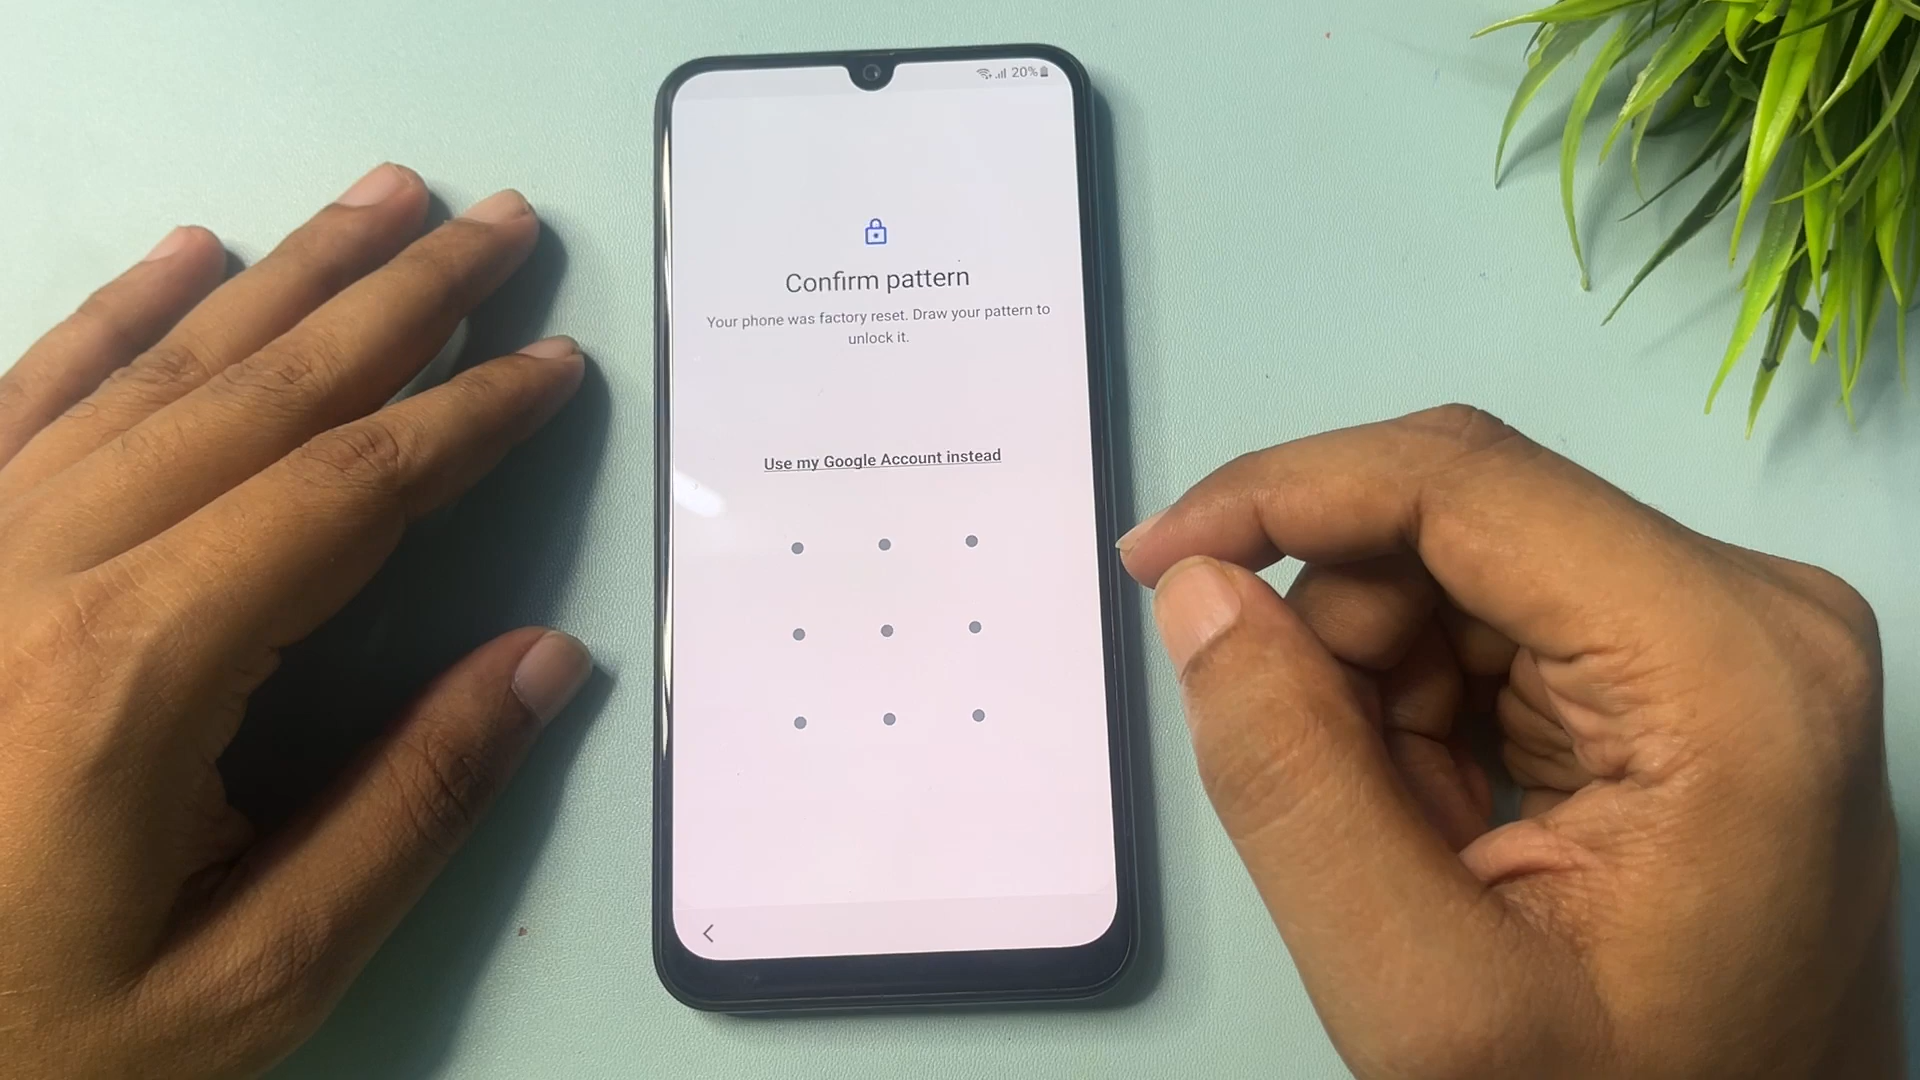 20%
Confirm pattern
Your phone was factory reset. Draw your pattern to
unlock it.
Use my Google Account instead